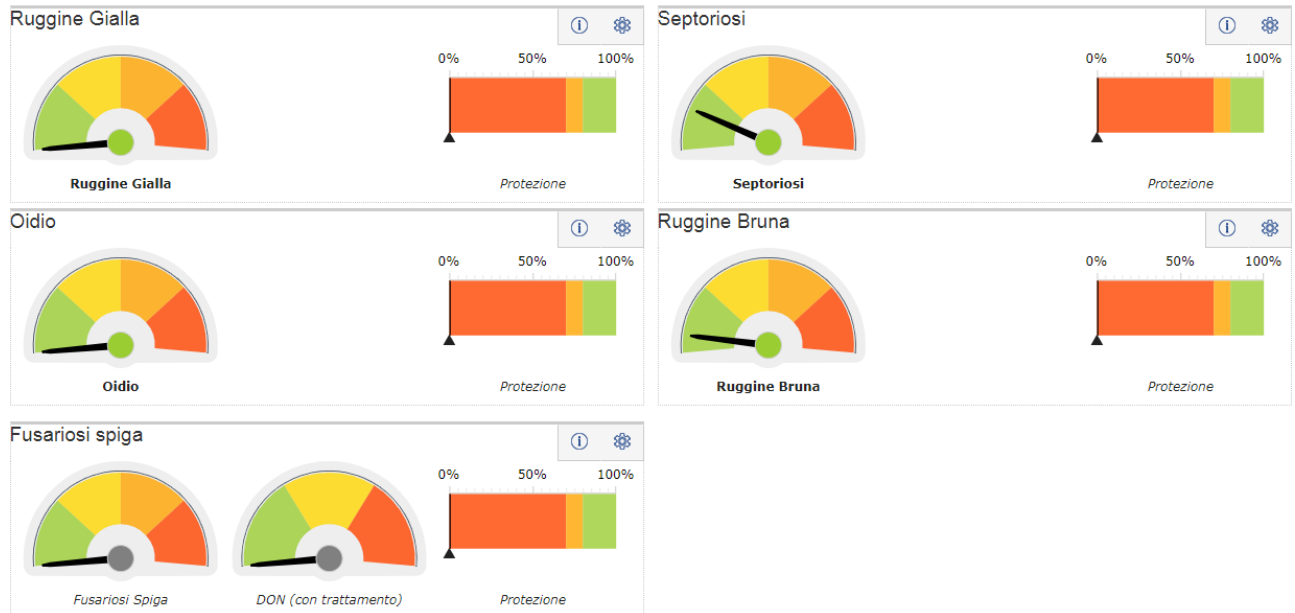 Ruggine Gialla
0% 50% 100%
Ruggine Gialla
Protezione
Septoriosi
0% 50% 100%
Septoriosi
Protezione
Oidio
0% 50% 100%
Oidio
Protezione
Ruggine Bruna
0% 50% 100%
Ruggine Bruna
Protezione
Fusariosi spiga
0% 50% 100%
Fusariosi Spiga
DON (con trattamento)
Protezione